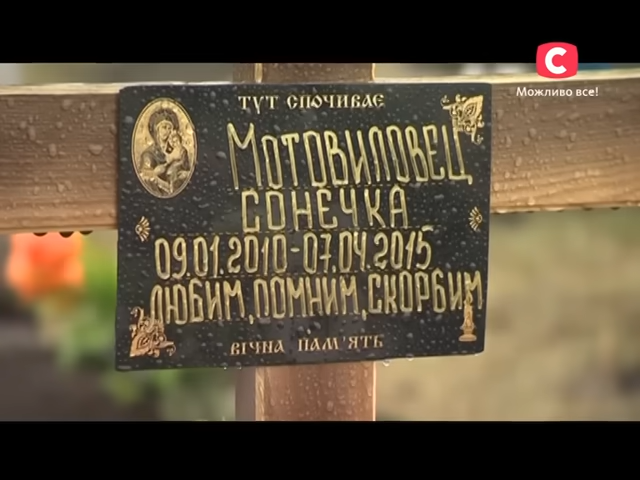 С
Можливо все!
ТУТ СПОЧИВАЄ
МОТОВИЛОВЕЦ
СОНЕЧКА
09.01.2010-07.04.2015
ЛЮБИМ, ПОМНИМ, СКОРБИМ
ВІЧНА ПАМ'ЯТЬ